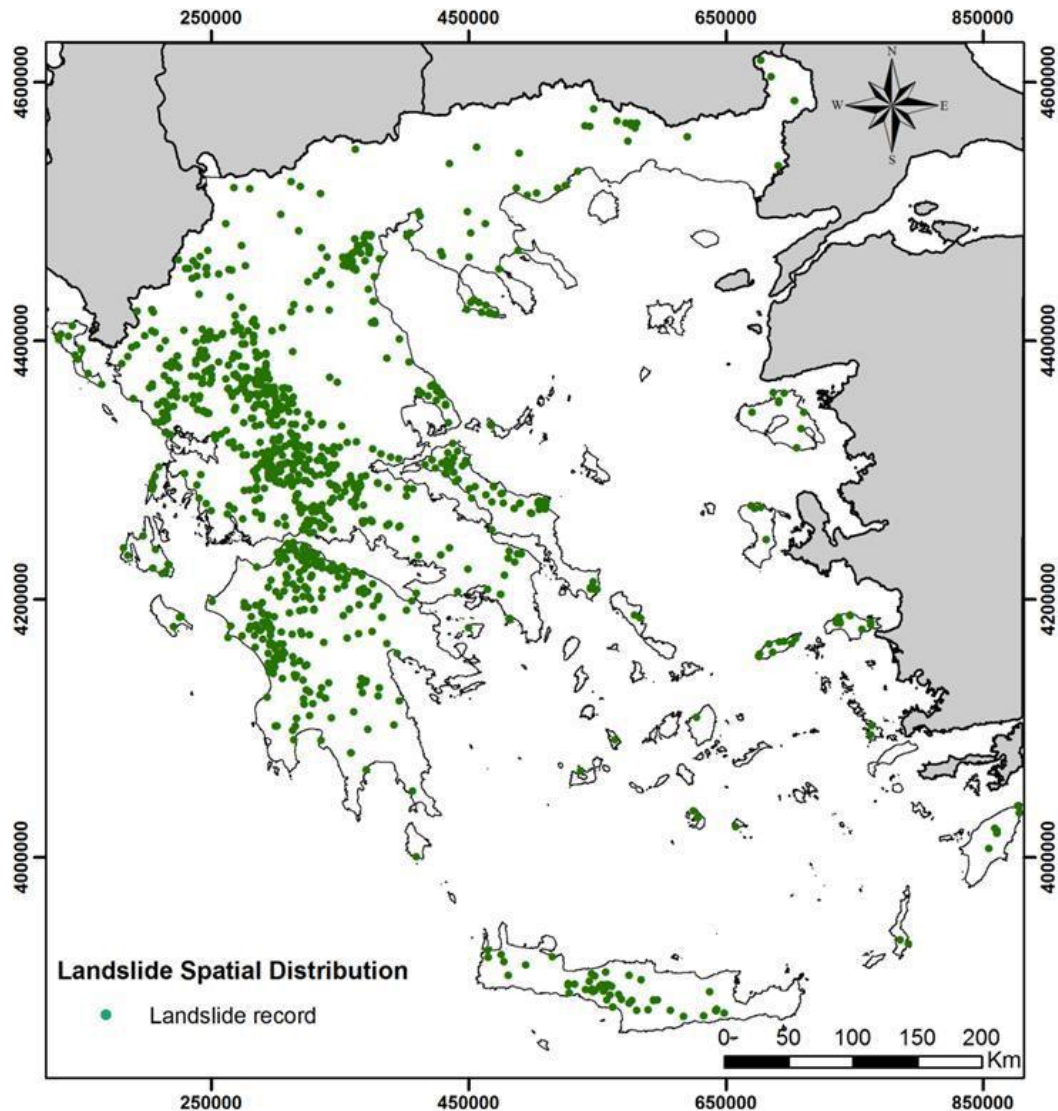 250000 450000 650000 850000
4600000 4600000
N
W E
S
4400000 4400000
4200000 4200000
4000000 4000000
Landslide Spatial Distribution
Landslide record
0 50 100 150 200
Km
250000 450000 650000 850000